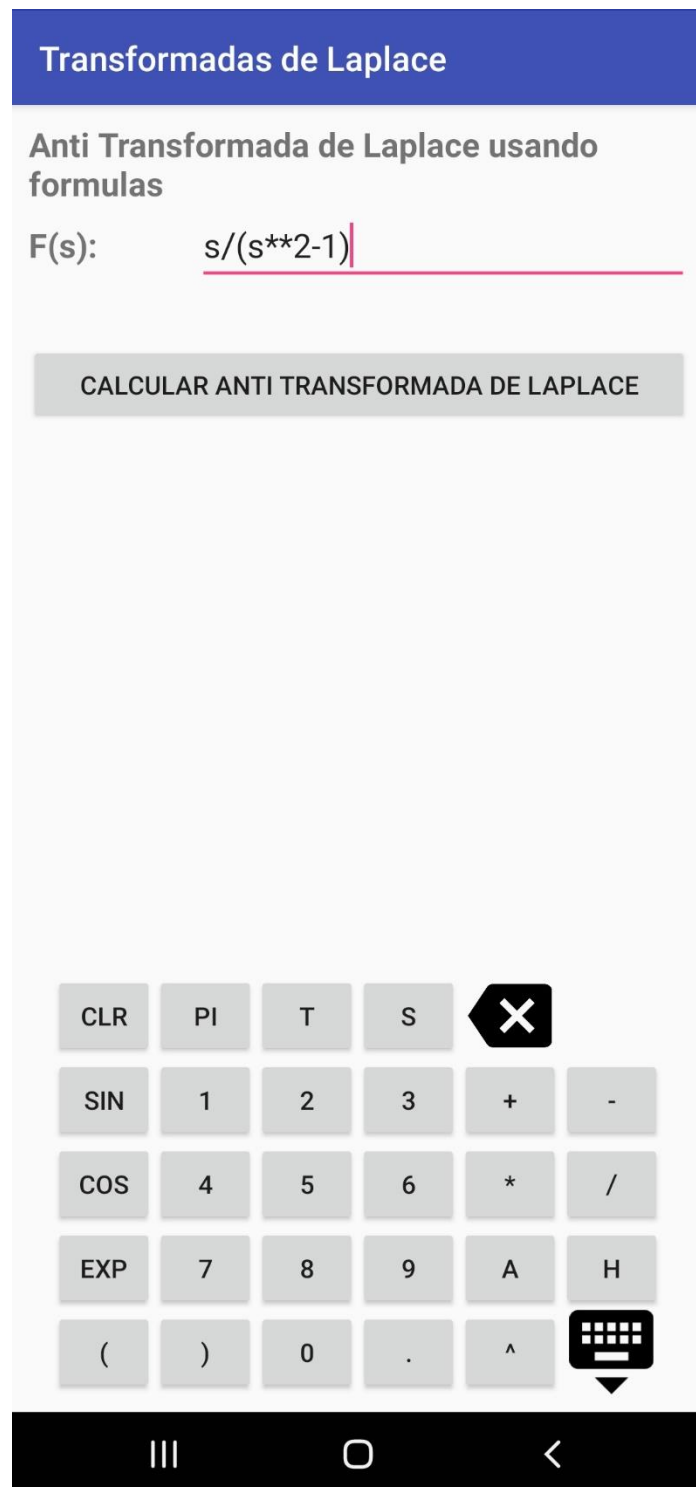 Transformadas de Laplace
Anti Transformada de Laplace usando
formulas
F(s): s/(s**2-1)
CALCULAR ANTI TRANSFORMADA DE LAPLACE
CLR PI T S
SIN 1 2 3 + -
COS 4 5 6 * /
EXP 7 8 9 A H
( ) 0 . ^